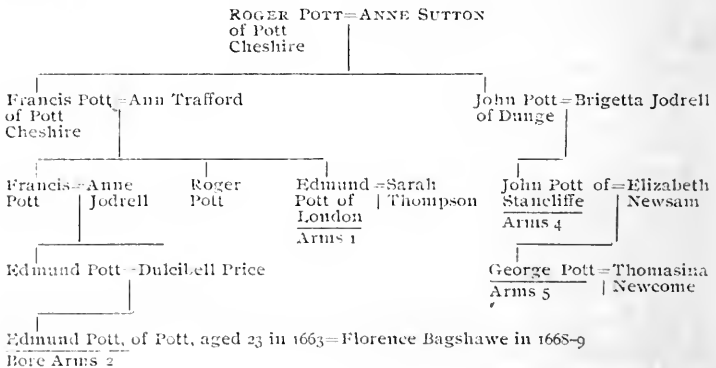 ROGER POTT=ANNE SUTTON
of Pott
Cheshire
Francis Pott=Ann Trafford
of Pott
Cheshire
John Pott=Brigetta Jodrell
of Dunge
Francis=Anne
Pott Jodrell
Roger
Pott
Edmund=Sarah
Pott of Thompson
London
Arms 1
John Pott of=Elizabeth
Stancliffe Newsam
Arms 4
Edmund Pott=Dulcibell Price
George Pott=Thomasina
Arms 5 Newcome
Edmund Pott, of Pott, aged 23 in 1663=Florence Bagshawe in 1668-9
Bore Arms 2